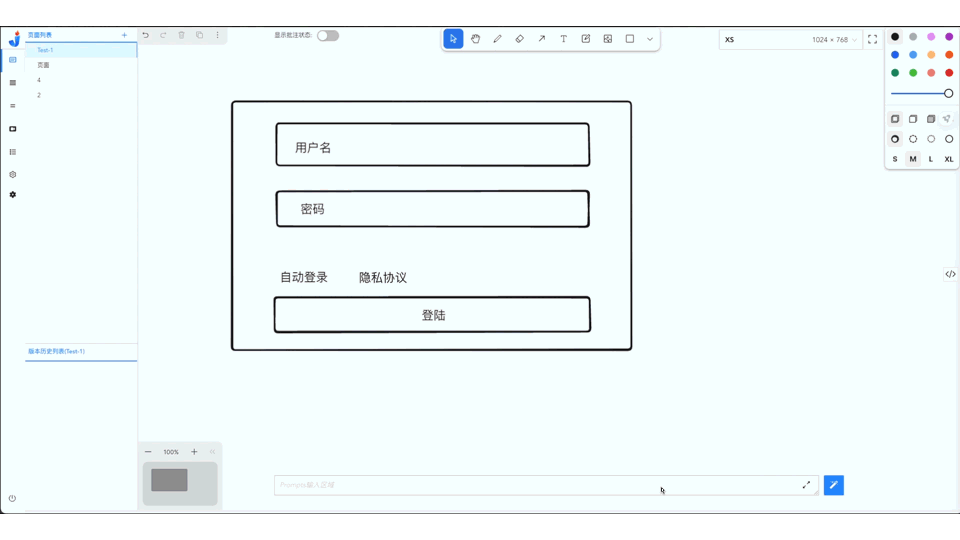 页面列表
Test-1
页面
4
2
显示批注状态:
XS 1024 × 768
S M L XL
用户名
密码
自动登录 隐私协议
登陆
版本历史列表(Test-1)
100%
Prompts输入区域